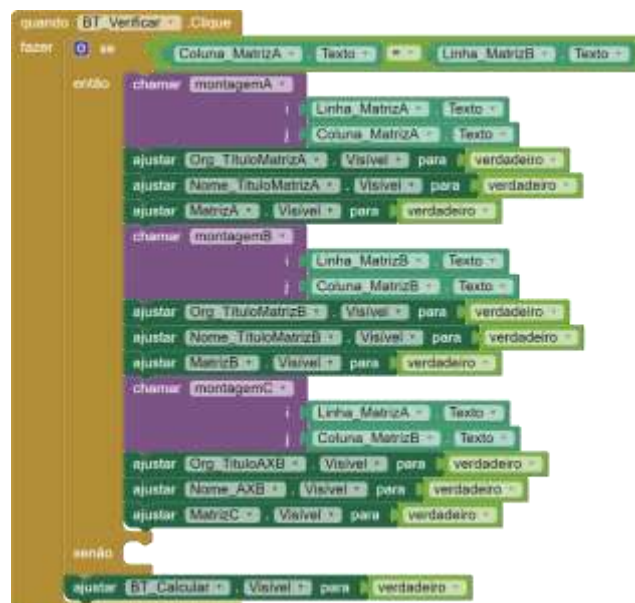 quando BT_Verificar .Clique
fazer se Coluna_MatrizA . Texto = Linha_MatrizB . Texto
então chamar montagemA
i Linha_MatrizA . Texto
j Coluna_MatrizA . Texto
ajustar Org_TituloMatrizA . Visível para verdadeiro
ajustar Nome_TituloMatrizA . Visível para verdadeiro
ajustar MatrizA . Visível para verdadeiro
chamar montagemB
i Linha_MatrizB . Texto
j Coluna_MatrizB . Texto
ajustar Org_TituloMatrizB . Visível para verdadeiro
ajustar Nome_TituloMatrizB . Visível para verdadeiro
ajustar MatrizB . Visível para verdadeiro
chamar montagemC
i Linha_MatrizA . Texto
j Coluna_MatrizB . Texto
ajustar Org_TituloAXB . Visível para verdadeiro
ajustar Nome_AXB . Visível para verdadeiro
ajustar MatrizC . Visível para verdadeiro
senão
ajustar BT_Calcular . Visível para verdadeiro